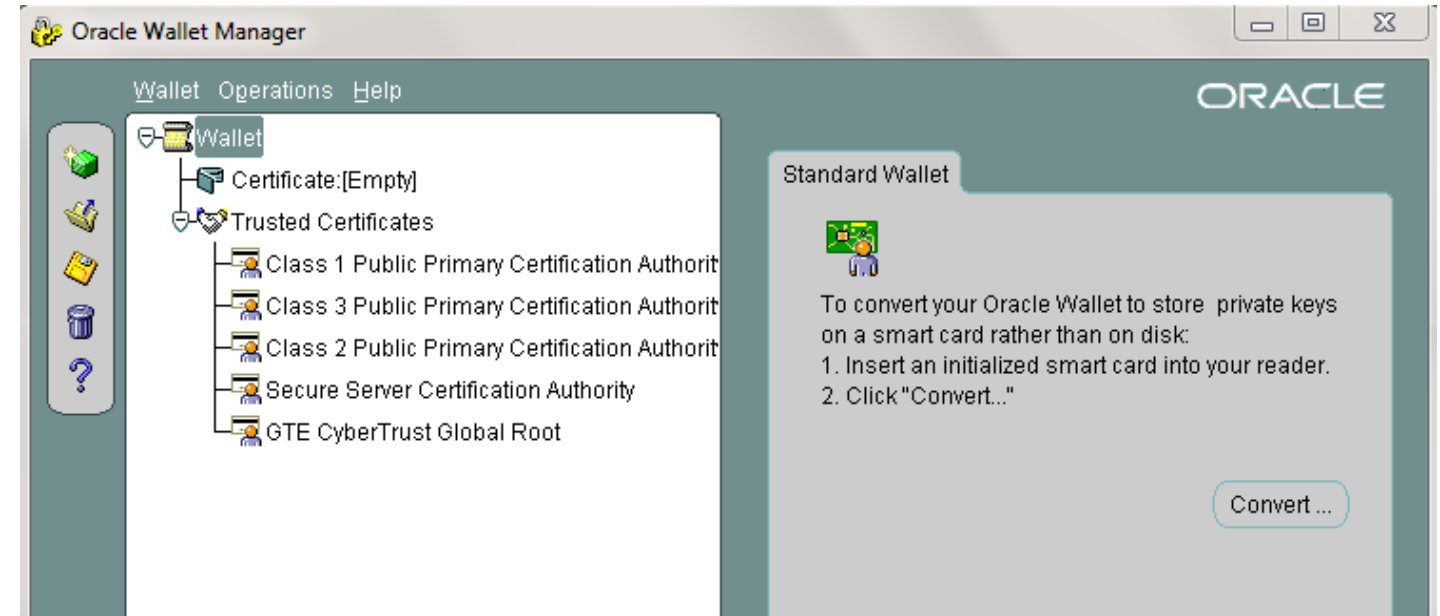 Oracle Wallet Manager
Wallet Operations Help
ORACLE
Wallet
Certificate:[Empty]
Trusted Certificates
Class 1 Public Primary Certification Authorit
Class 3 Public Primary Certification Authorit
Class 2 Public Primary Certification Authorit
Secure Server Certification Authority
GTE CyberTrust Global Root
Standard Wallet
To convert your Oracle Wallet to store private keys
on a smart card rather than on disk:
1. Insert an initialized smart card into your reader.
2. Click "Convert..."
Convert ...